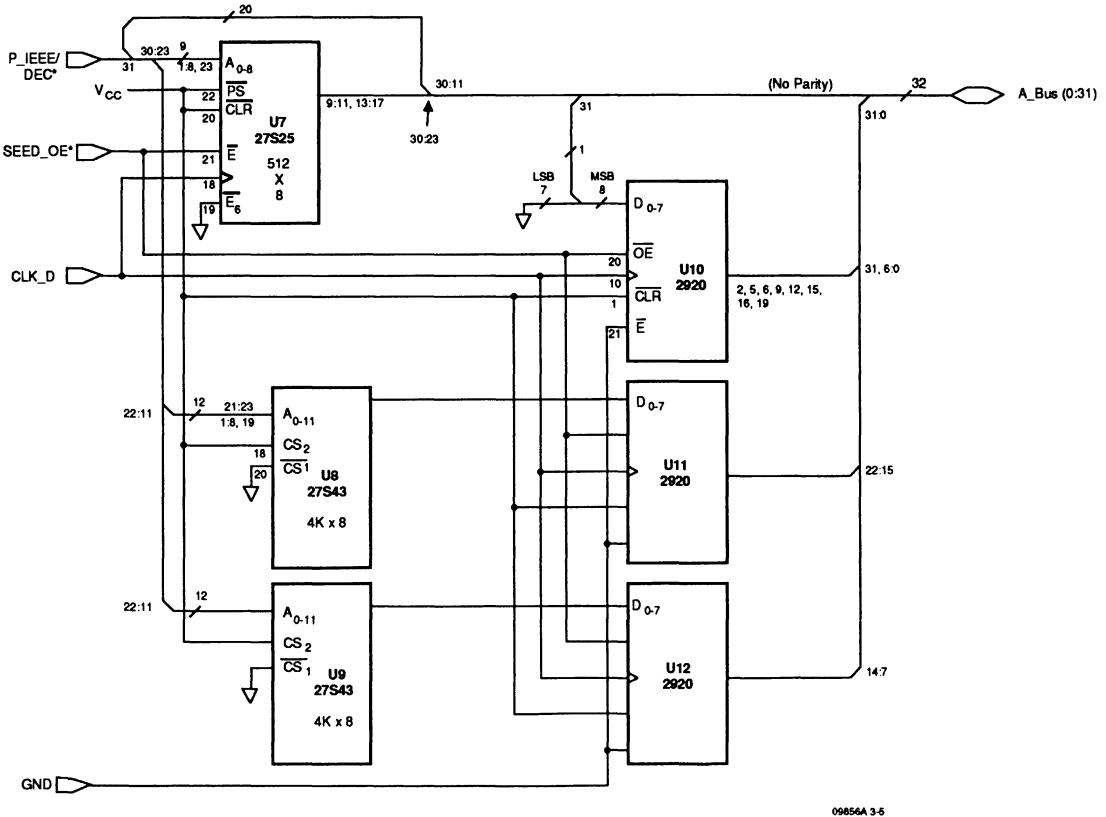 20
P_IEEE/
DEC*
31
30:23
9
1:8, 23
A0-8
VCC
22
PS
20
CLR
U7
27S25
512
X
8
SEED_OE*
21
E
18
19
E6
CLK_D
9:11, 13:17
30:11
30:23
(No Parity)
32
A_Bus (0:31)
31
31:0
1
LSB
7
MSB
8
D0-7
20
OE
10
1
CLR
21
E
U10
2920
2, 5, 6, 9, 12, 15,
16, 19
31, 6:0
22:11
12
21:23
1:8, 19
A0-11
CS2
18
CS1
20
U8
27S43
4K x 8
D0-7
U11
2920
22:15
22:11
12
A0-11
CS2
CS1
U9
27S43
4K x 8
D0-7
U12
2920
14:7
GND
09856A 3-5